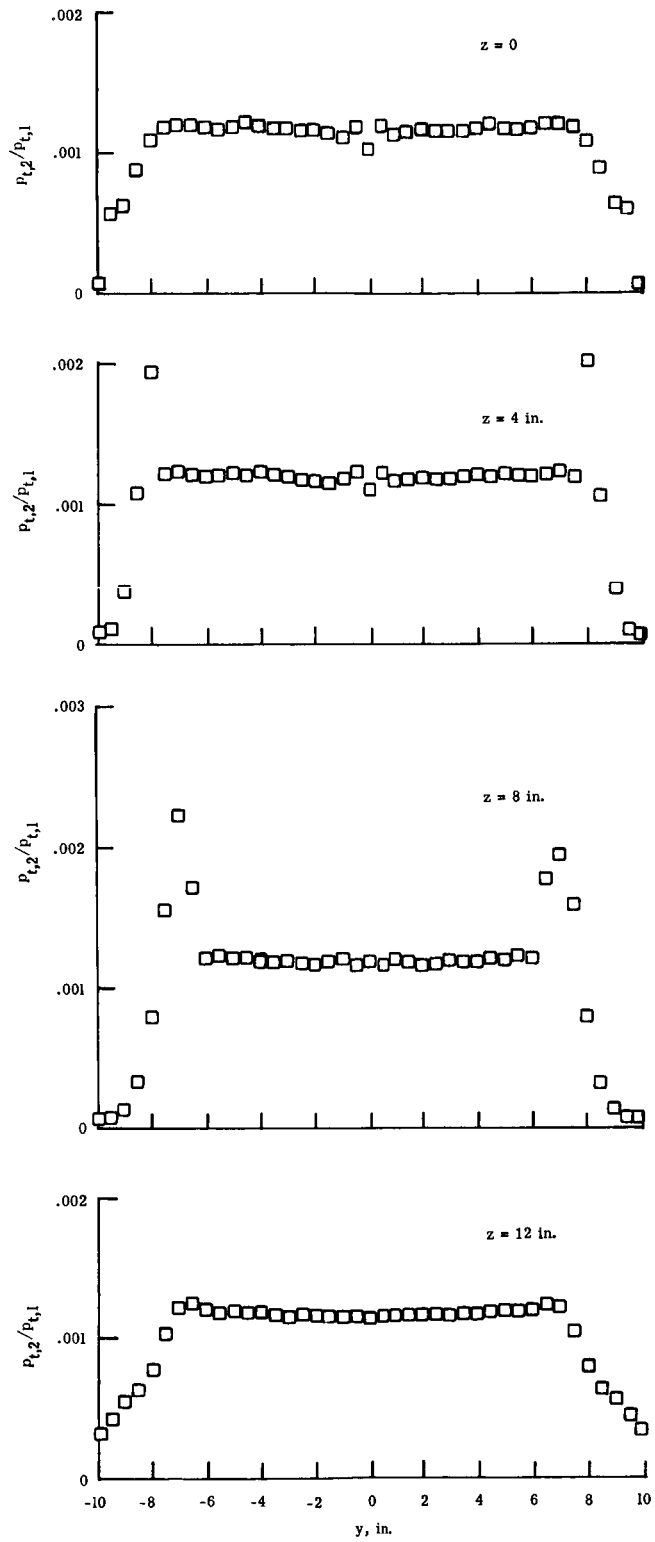 .002
z = 0
p_{t,2}/p_{t,1}
.001
0
.002
z = 4 in.
p_{t,2}/p_{t,1}
.001
0
.003
z = 8 in.
p_{t,2}/p_{t,1}
.002
.001
0
.002
z = 12 in.
p_{t,2}/p_{t,1}
.001
0
-10 -8 -6 -4 -2 0 2 4 6 8 10
y, in.